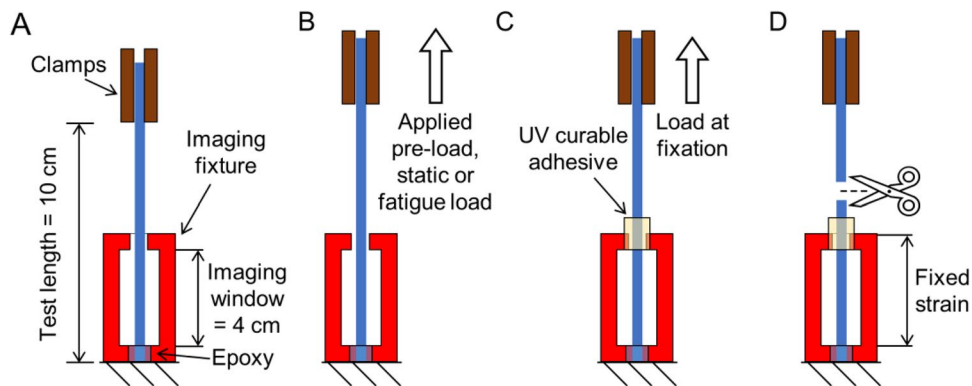 A
Clamps
Test length = 10 cm
Imaging
fixture
Imaging
window
= 4 cm
Epoxy
B
Applied
pre-load,
static or
fatigue load
C
UV curable
adhesive
Load at
fixation
D
Fixed
strain